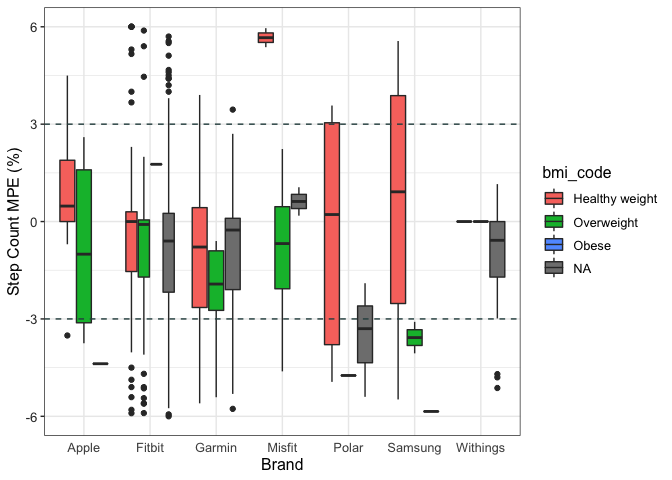 6
3
0
-3
-6
Step Count MPE (%)
Apple Fitbit Garmin Misfit Polar Samsung Withings
Brand
bmi_code
Healthy weight
Overweight
Obese
NA